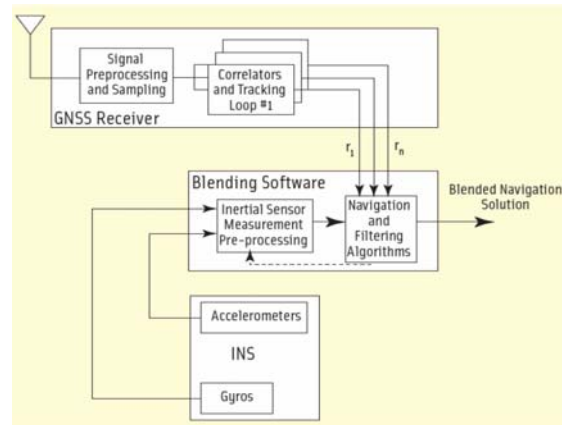 Signal
Preprocessing
and Sampling
Correlators
and Tracking
Loop #1
GNSS Receiver
r1
rn
Blending Software
Blended Navigation
Solution
Inertial Sensor
Measurement
Pre-processing
Navigation
and
Filtering
Algorithms
Accelerometers
INS
Gyros